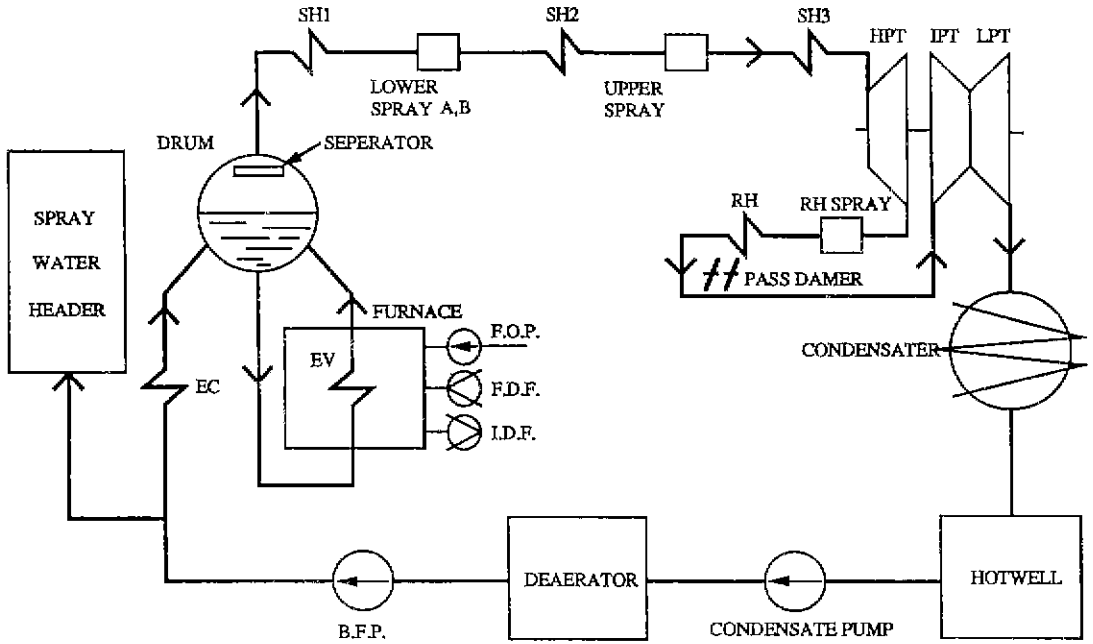 SH1
SH2
SH3
HPT
IPT
LPT
LOWER
SPRAY A,B
UPPER
SPRAY
DRUM
SEPERATOR
SPRAY
WATER
HEADER
RH
RH SPRAY
PASS DAMER
FURNACE
F.O.P.
EV
EC
F.D.F.
I.D.F.
CONDENSATER
DEAERATOR
HOTWELL
B.F.P.
CONDENSATE PUMP